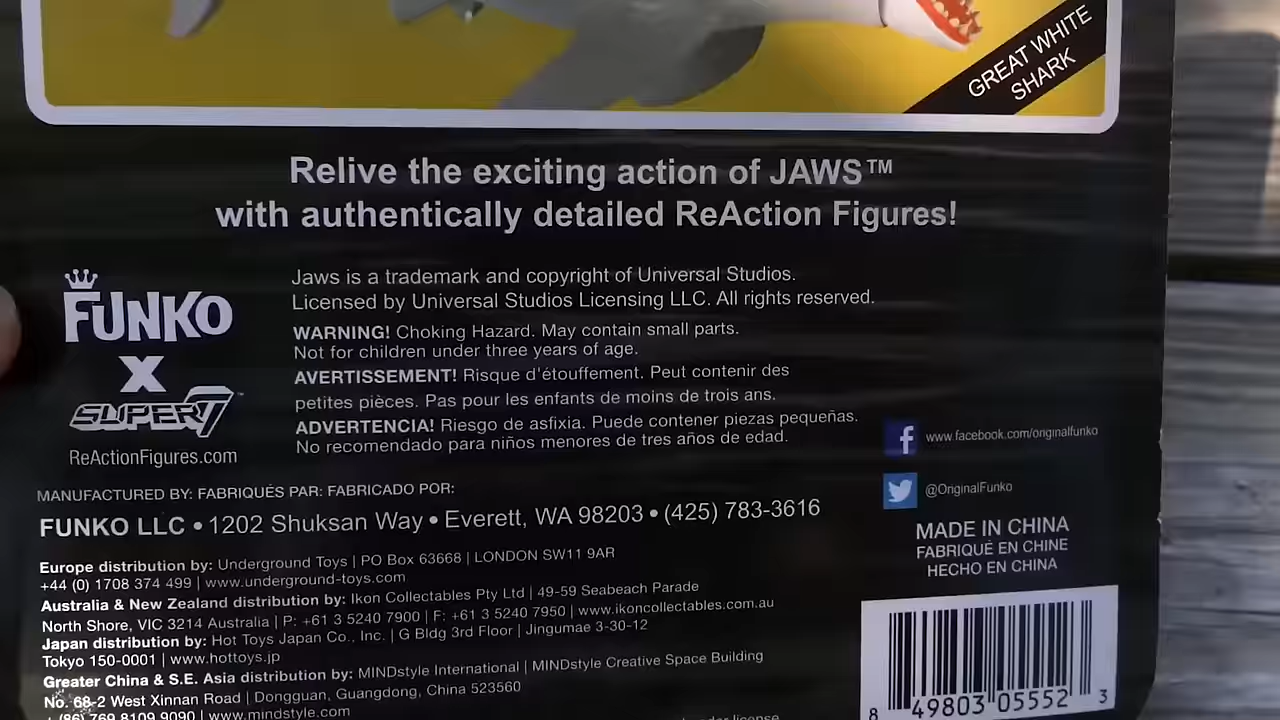 GREAT WHITE
SHARK
Relive the exciting action of JAWS™
with authentically detailed ReAction Figures!
FUNKO
X
SUPER7™
ReActionFigures.com
Jaws is a trademark and copyright of Universal Studios.
Licensed by Universal Studios Licensing LLC. All rights reserved.
WARNING! Choking Hazard. May contain small parts.
Not for children under three years of age.
AVERTISSEMENT! Risque d'étouffement. Peut contenir des
petites pièces. Pas pour les enfants de moins de trois ans.
ADVERTENCIA! Riesgo de asfixia. Puede contener piezas pequeñas.
No recomendado para niños menores de tres años de edad.
www.facebook.com/originalfunko
@OriginalFunko
MANUFACTURED BY: FABRIQUÉS PAR: FABRICADO POR:
FUNKO LLC • 1202 Shuksan Way • Everett, WA 98203 • (425) 783-3616
MADE IN CHINA
FABRIQUÉ EN CHINE
HECHO EN CHINA
Europe distribution by: Underground Toys | PO Box 63668 | LONDON SW11 9AR
+44 (0) 1708 374 499 | www.underground-toys.com
Australia & New Zealand distribution by: Ikon Collectables Pty Ltd | 49-59 Seabeach Parade
North Shore, VIC 3214 Australia | P: +61 3 5240 7900 | F: +61 3 5240 7950 | www.ikoncollectables.com.au
Japan distribution by: Hot Toys Japan Co., Inc. | G Bldg 3rd Floor | Jingumae 3-30-12
Tokyo 150-0001 | www.hottoys.jp
Greater China & S.E. Asia distribution by: MINDstyle International | MINDstyle Creative Space Building
No. 68-2 West Xinnan Road | Dongguan, Guangdong, China 523560
(86) 769 8109 9090 | www.mindstyle.com
license
8 49803 05552 3